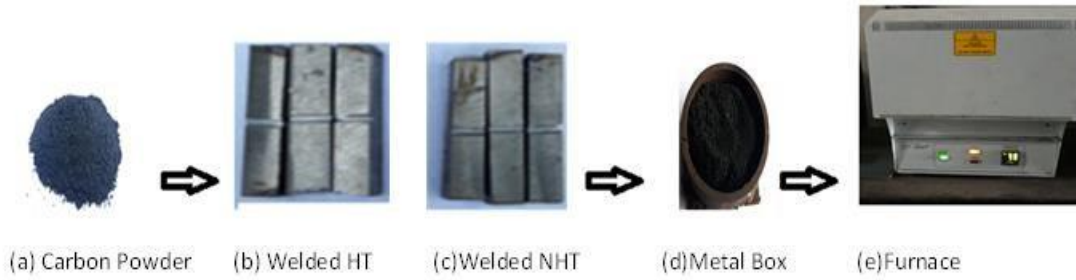 (a) Carbon Powder
(b) Welded HT
(c)Welded NHT
(d)Metal Box
(e)Furnace